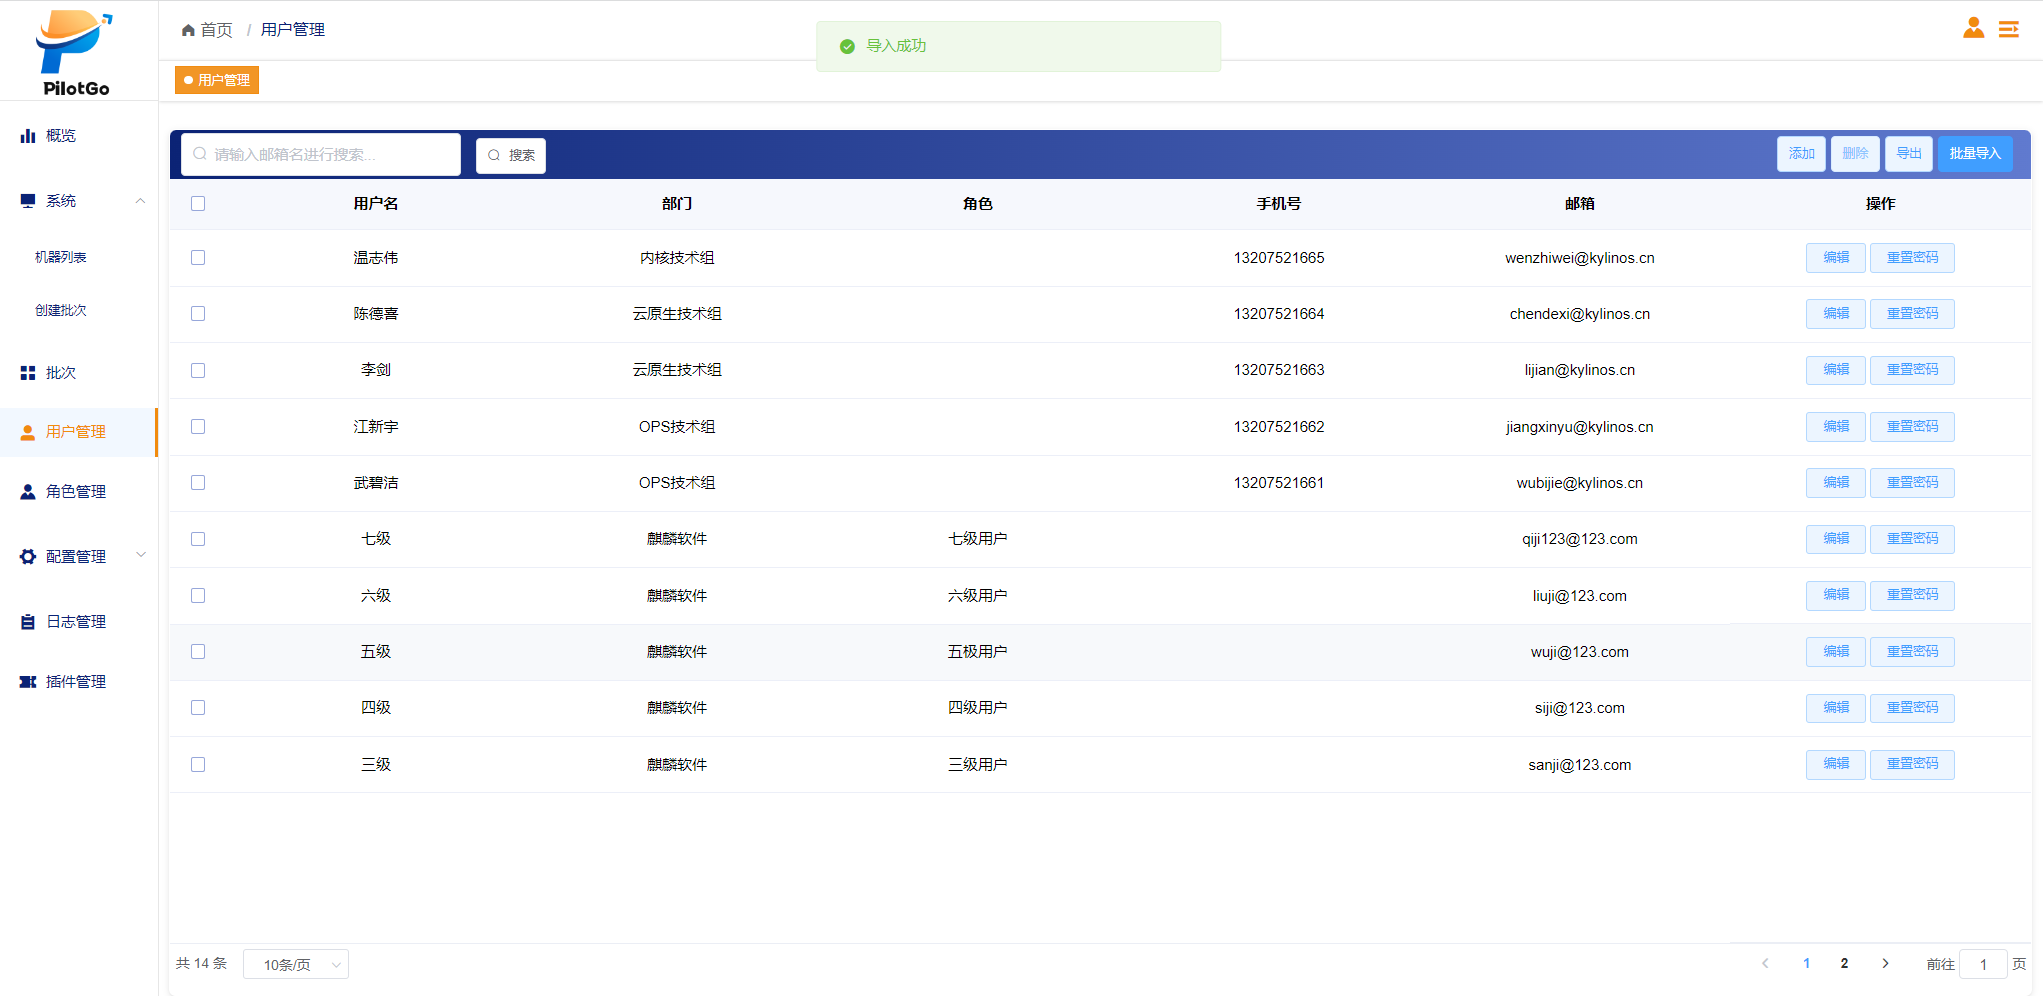 PilotGo
首页 / 用户管理
导入成功
用户管理
概览
系统
机器列表
创建批次
批次
用户管理
角色管理
配置管理
日志管理
插件管理
请输入邮箱名进行搜索...
搜索
添加 删除 导出 批量导入
用户名 部门 角色 手机号 邮箱 操作
温志伟 内核技术组 13207521665 wenzhiwei@kylinos.cn 编辑 重置密码
陈德喜 云原生技术组 13207521664 chendexi@kylinos.cn 编辑 重置密码
李剑 云原生技术组 13207521663 lijian@kylinos.cn 编辑 重置密码
江新宇 OPS技术组 13207521662 jiangxinyu@kylinos.cn 编辑 重置密码
武碧洁 OPS技术组 13207521661 wubijie@kylinos.cn 编辑 重置密码
七级 麒麟软件 七级用户 qiji123@123.com 编辑 重置密码
六级 麒麟软件 六级用户 liuji@123.com 编辑 重置密码
五级 麒麟软件 五极用户 wuji@123.com 编辑 重置密码
四级 麒麟软件 四级用户 siji@123.com 编辑 重置密码
三级 麒麟软件 三级用户 sanji@123.com 编辑 重置密码
共 14 条 10条/页 1 2 前往 1 页